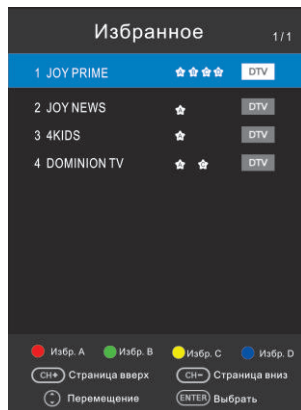 Избранное 1/1
1 JOY PRIME DTV
2 JOY NEWS DTV
3 4KIDS DTV
4 DOMINION TV DTV
Избр. A Избр. B Избр. C Избр. D
CH+ Страница вверх CH- Страница вниз
Перемещение ENTER Выбрать